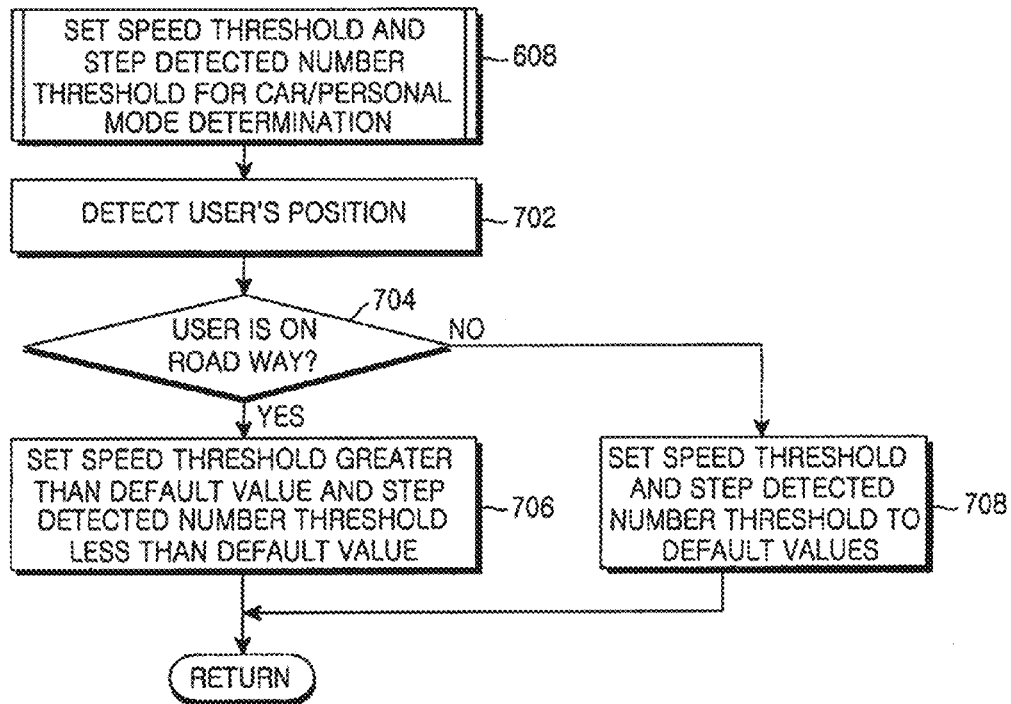 SET SPEED THRESHOLD AND
STEP DETECTED NUMBER
THRESHOLD FOR CAR/PERSONAL
MODE DETERMINATION
608
DETECT USER'S POSITION
702
704
USER IS ON
ROAD WAY?
NO
YES
SET SPEED THRESHOLD GREATER
THAN DEFAULT VALUE AND STEP
DETECTED NUMBER THRESHOLD
LESS THAN DEFAULT VALUE
706
SET SPEED THRESHOLD
AND STEP DETECTED
NUMBER THRESHOLD TO
DEFAULT VALUES
708
RETURN